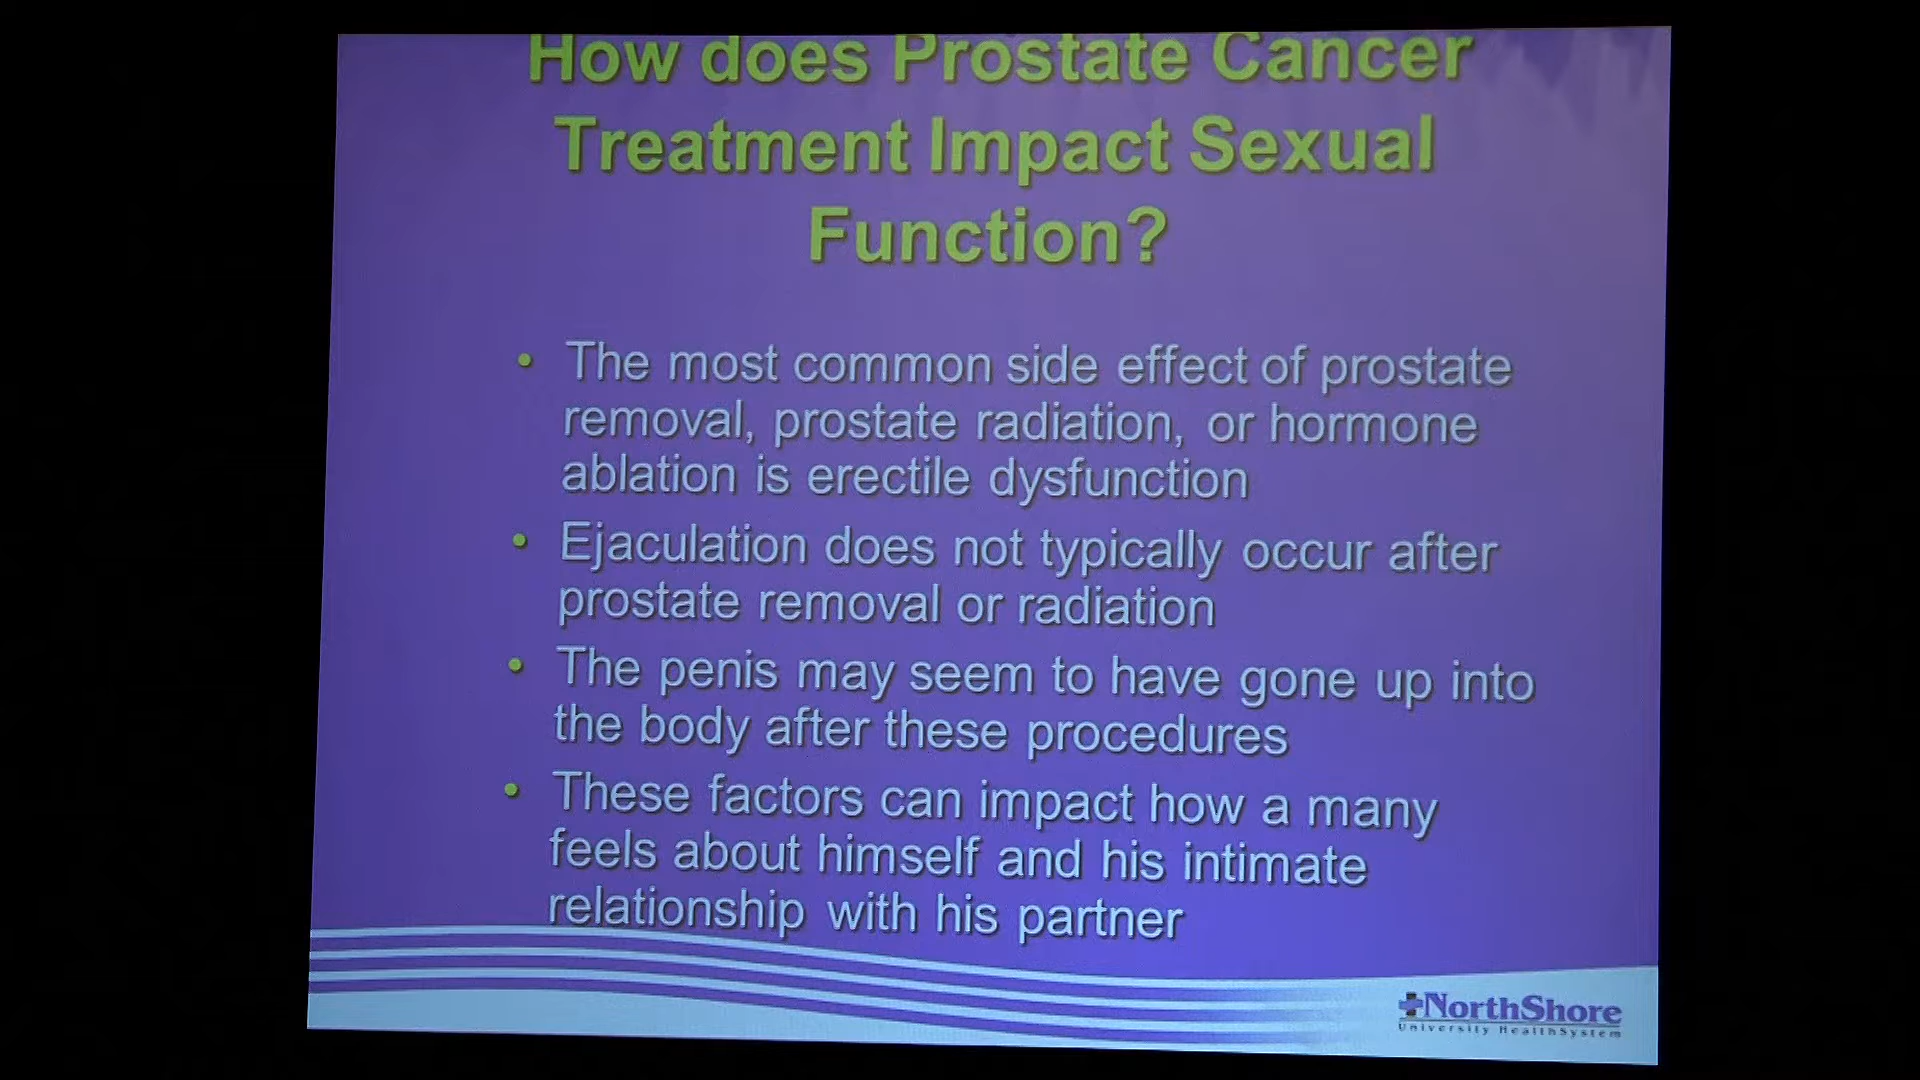 How does Prostate Cancer
Treatment Impact Sexual
Function?
• The most common side effect of prostate
removal, prostate radiation, or hormone
ablation is erectile dysfunction
• Ejaculation does not typically occur after
prostate removal or radiation
• The penis may seem to have gone up into
the body after these procedures
• These factors can impact how a many
feels about himself and his intimate
relationship with his partner
NorthShore
University HealthSystem